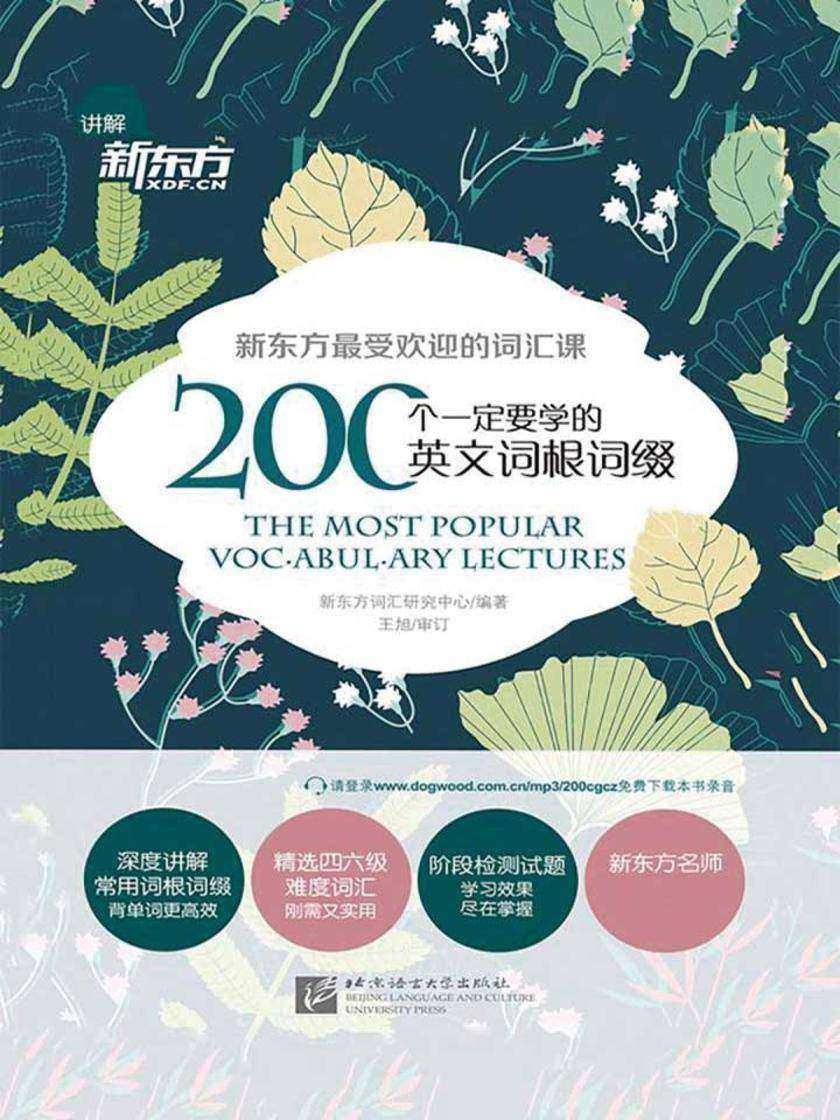 讲解
新东方
XDF.CN
新东方最受欢迎的词汇课
200个一定要学的
英文词根词缀
THE MOST POPULAR
VOC·ABUL·ARY LECTURES
新东方词汇研究中心/编著
王旭/审订
请登录www.dogwood.com.cn/mp3/200cgcz免费下载本书录音
深度讲解
常用词根词缀
背单词更高效
精选四六级
难度词汇
刚需又实用
阶段检测试题
学习效果
尽在掌握
新东方名师
北京语言大学出版社
BEIJING LANGUAGE AND CULTURE
UNIVERSITY PRESS